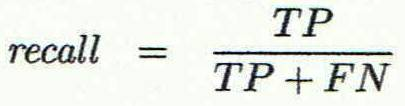 recall = TP / TP + FN